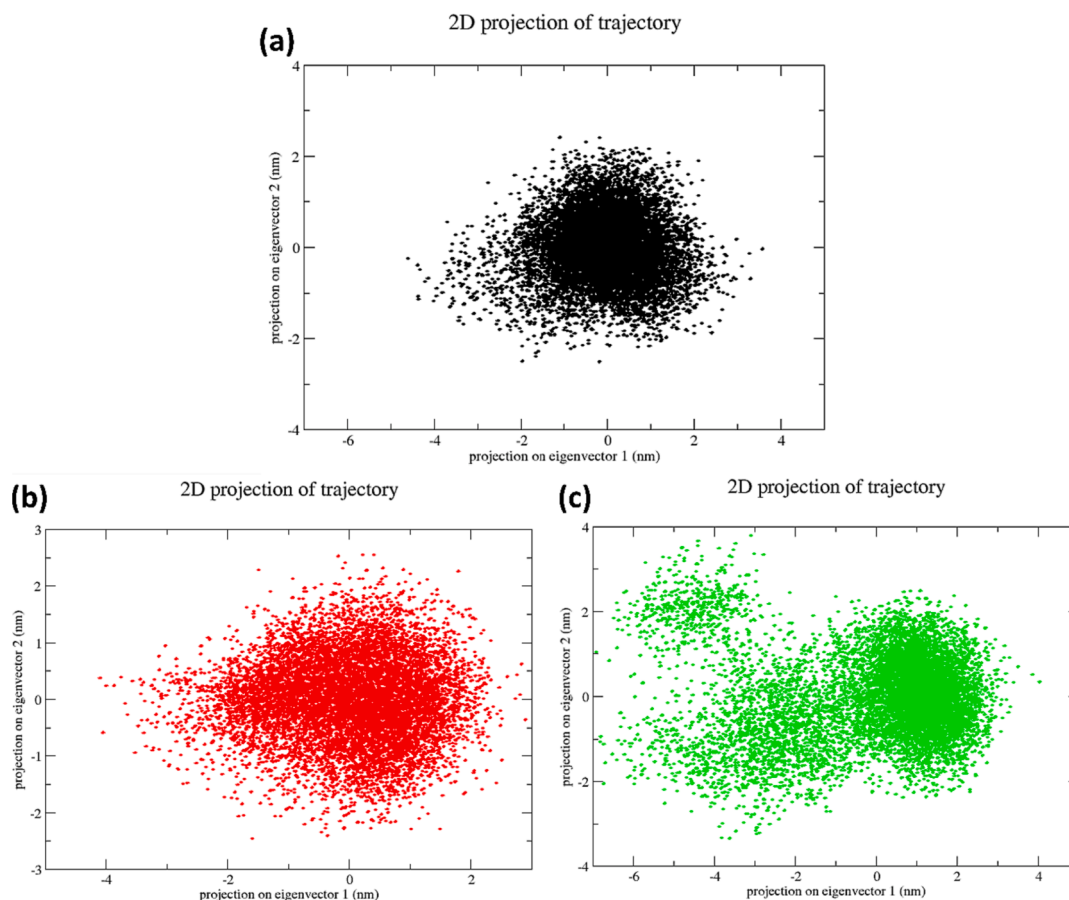 2D projection of trajectory
(a)
4
2
0
-2
-4
projection on eigenvector 2 (nm)
-6
-4
-2
0
2
4
projection on eigenvector 1 (nm)
(b)
2D projection of trajectory
3
2
1
0
-1
-2
-3
projection on eigenvector 2 (nm)
-4
-2
0
2
projection on eigenvector 1 (nm)
(c)
2D projection of trajectory
4
2
0
-2
-4
projection on eigenvector 2 (nm)
-6
-4
-2
0
2
4
projection on eigenvector 1 (nm)